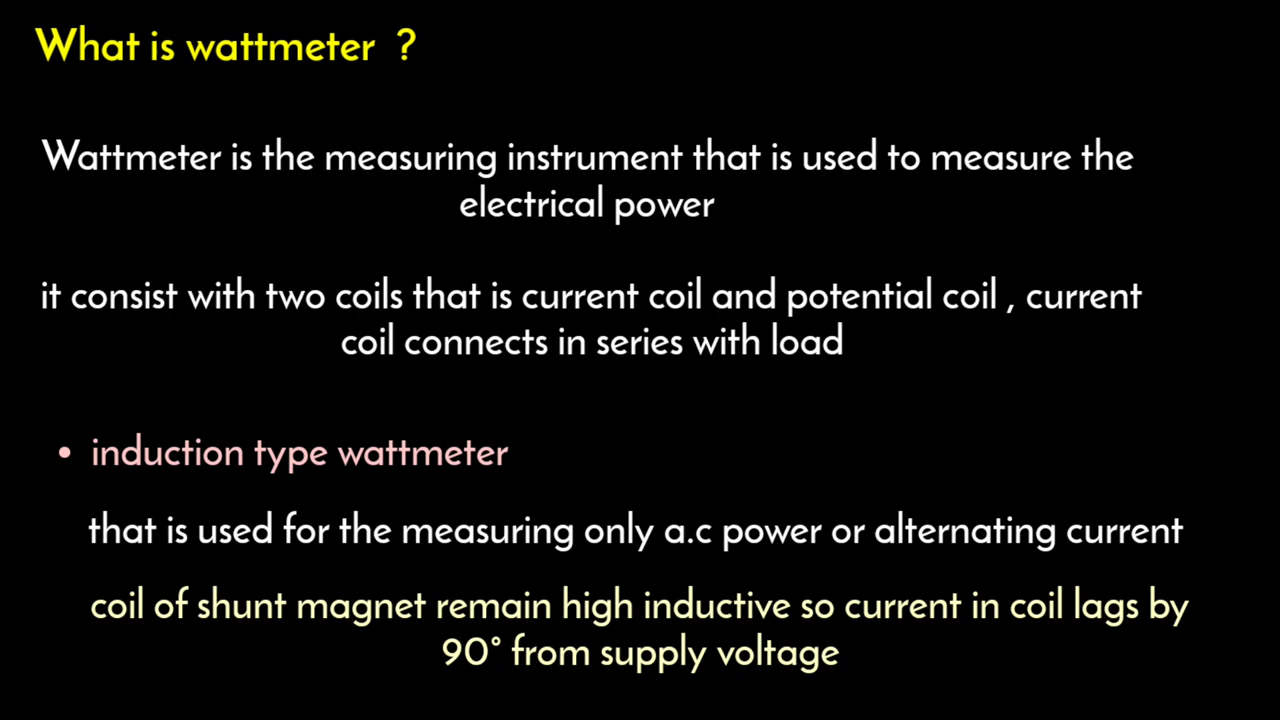 What is wattmeter ?
Wattmeter is the measuring instrument that is used to measure the
electrical power
it consist with two coils that is current coil and potential coil , current
coil connects in series with load
• induction type wattmeter
that is used for the measuring only a.c power or alternating current
coil of shunt magnet remain high inductive so current in coil lags by
90° from supply voltage